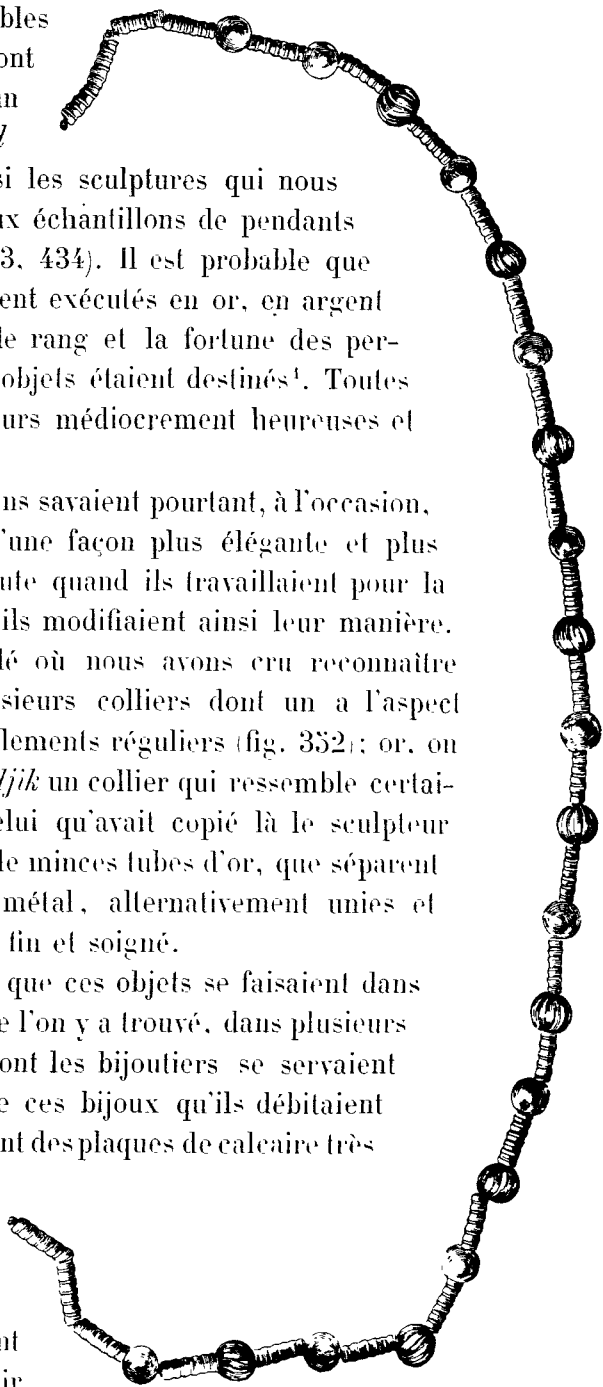 bles
ont
n
l
si les sculptures qui nous
ux échantillons de pendants
3, 434). Il est probable que
ent exécutés en or, en argent
le rang et la fortune des per-
objets étaient destinés¹. Toutes
urs médiocrement heureuses et
ns savaient pourtant, à l'occasion,
'une façon plus élégante et plus
ute quand ils travaillaient pour la
ils modifiaient ainsi leur manière.
lé où nous avons cru reconnaître
sieurs colliers dont un a l'aspect
lements réguliers (fig. 352); or, on
djik un collier qui ressemble certai-
elui qu'avait copié là le sculpteur
de minces tubes d'or, que séparent
métal, alternativement unies et
fin et soigné.
que ces objets se faisaient dans
e l'on y a trouvé, dans plusieurs
ont les bijoutiers se servaient
e ces bijoux qu'ils débitaient
nt des plaques de calcaire très
nt
ir